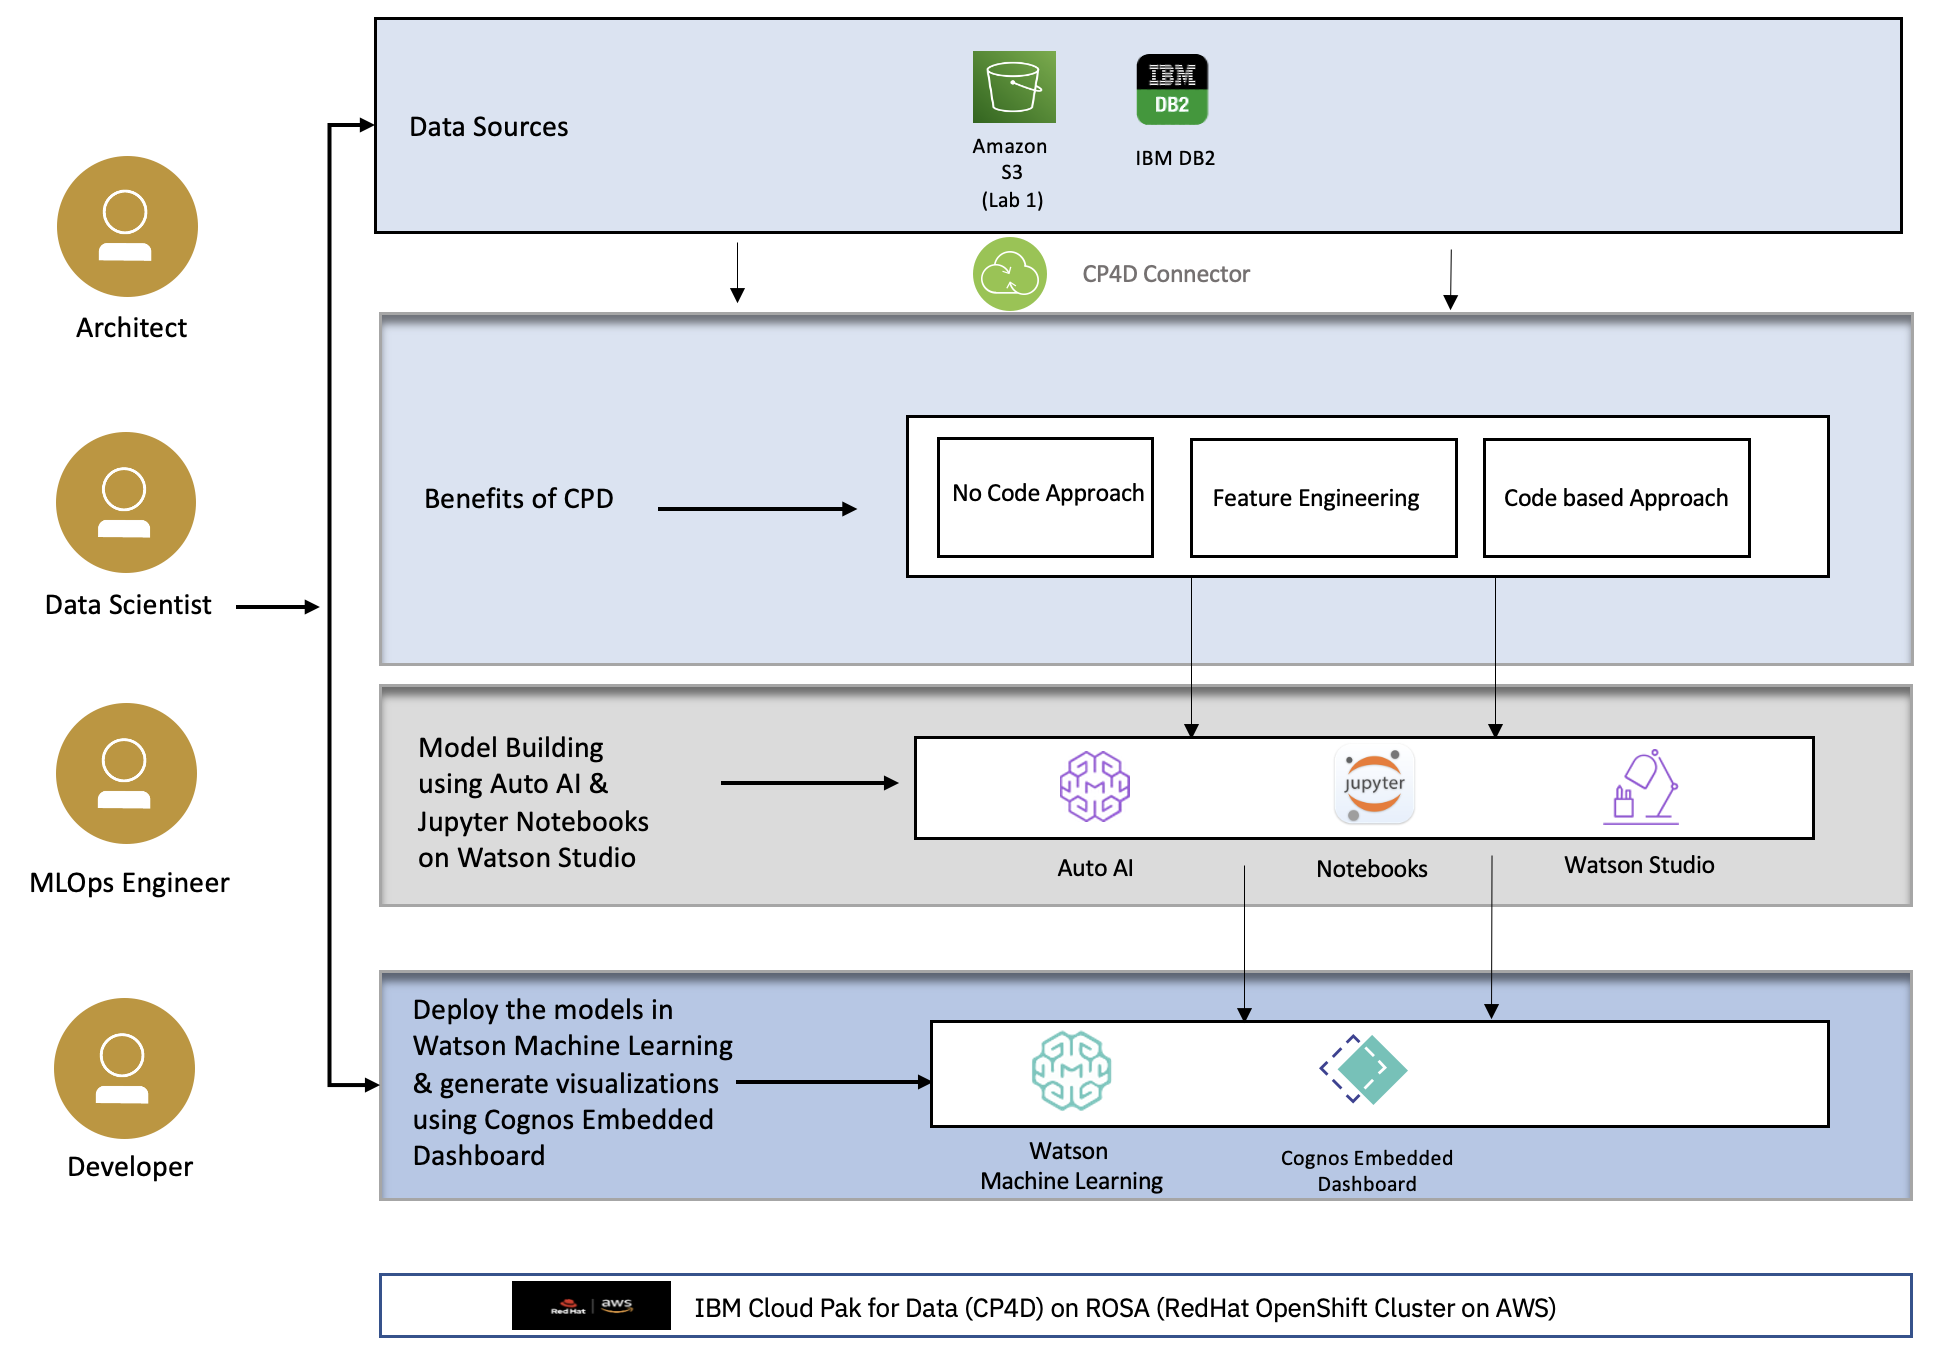 Data Sources
Amazon
S3
(Lab 1)
IBM
DB2
IBM DB2
CP4D Connector
Architect
Data Scientist
MLOps Engineer
Developer
Benefits of CPD
No Code Approach
Feature Engineering
Code based Approach
Model Building
using Auto AI &
Jupyter Notebooks
on Watson Studio
jupyter
Auto AI
Notebooks
Watson Studio
Deploy the models in
Watson Machine Learning
& generate visualizations
using Cognos Embedded
Dashboard
Watson
Machine Learning
Cognos Embedded
Dashboard
Red Hat
aws
IBM Cloud Pak for Data (CP4D) on ROSA (RedHat OpenShift Cluster on AWS)